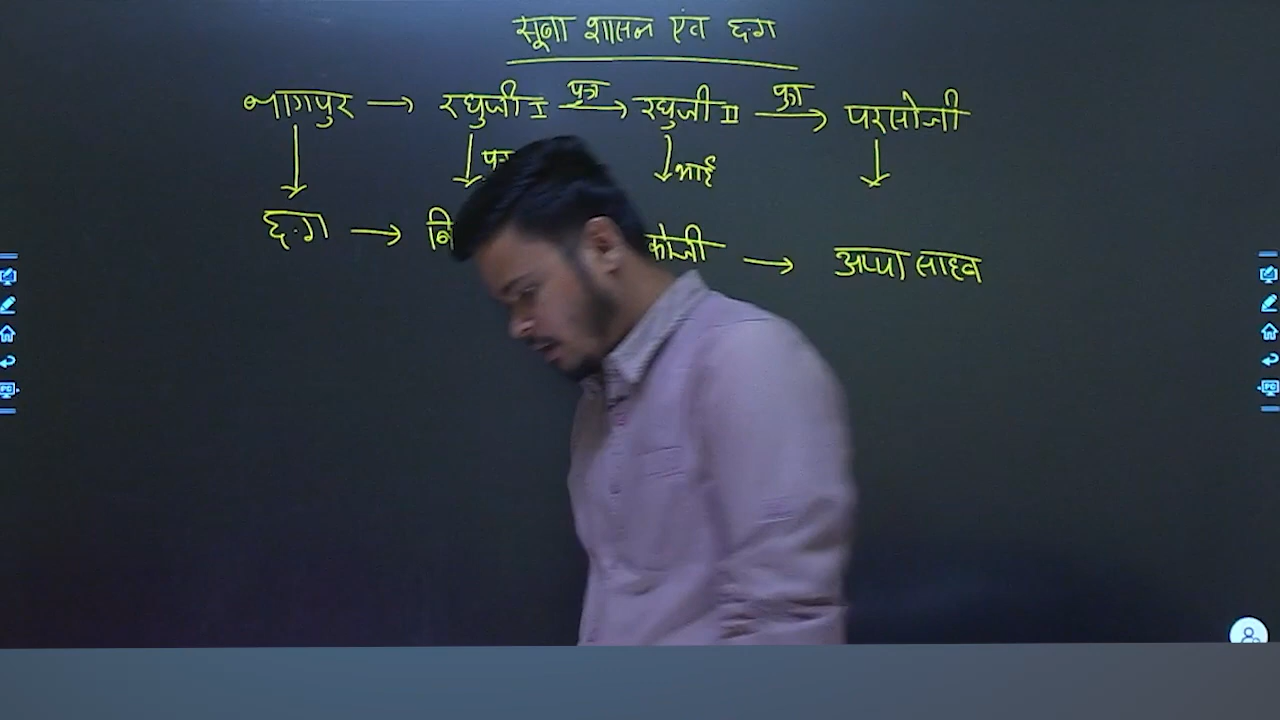 सूबा शासन एवं छ.ग
नागपुर → रघुजी I पुत्र → रघुजी II पुत्र → परसोजी
भाई
छ.ग → → अप्पा साहब